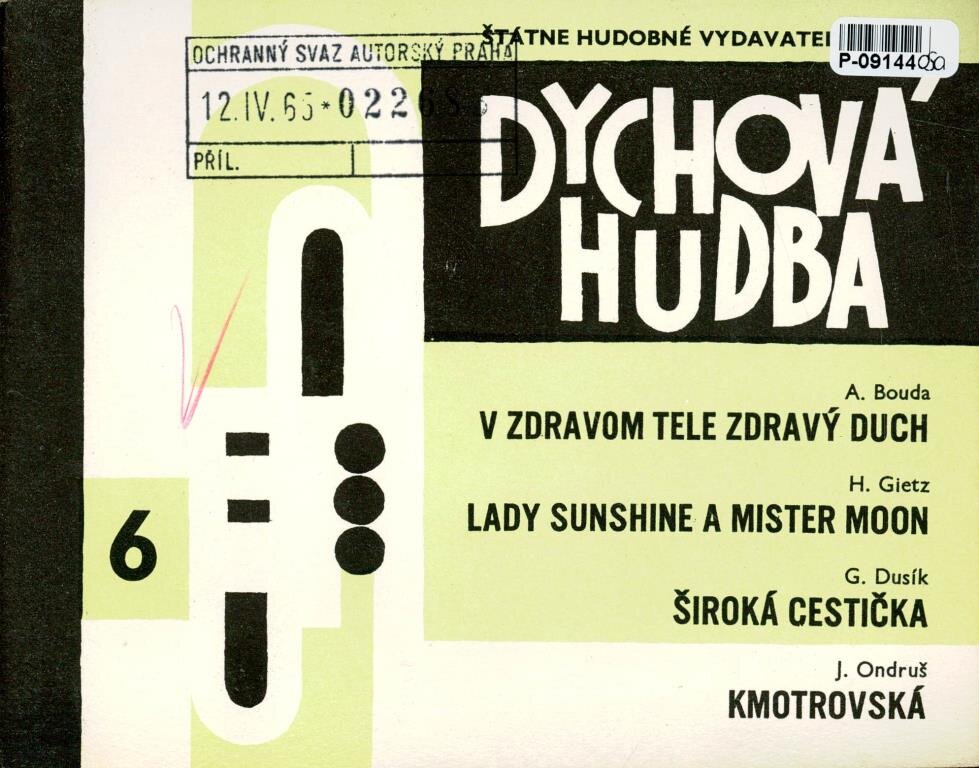 ŠTÁTNE HUDOBNÉ
P-09144
OCHRANNÝ SVAZ AUTORSKÝ PRAHA
12.IV.65*022
PŘÍL.
DYCHOVÁ
HUDBA
A. Bouda
V ZDRAVOM TELE ZDRAVÝ DUCH
H. Gietz
LADY SUNSHINE A MISTER MOON
6
G. Dusík
ŠIROKÁ CESTIČKA
J. Ondruš
KMOTROVSKÁ